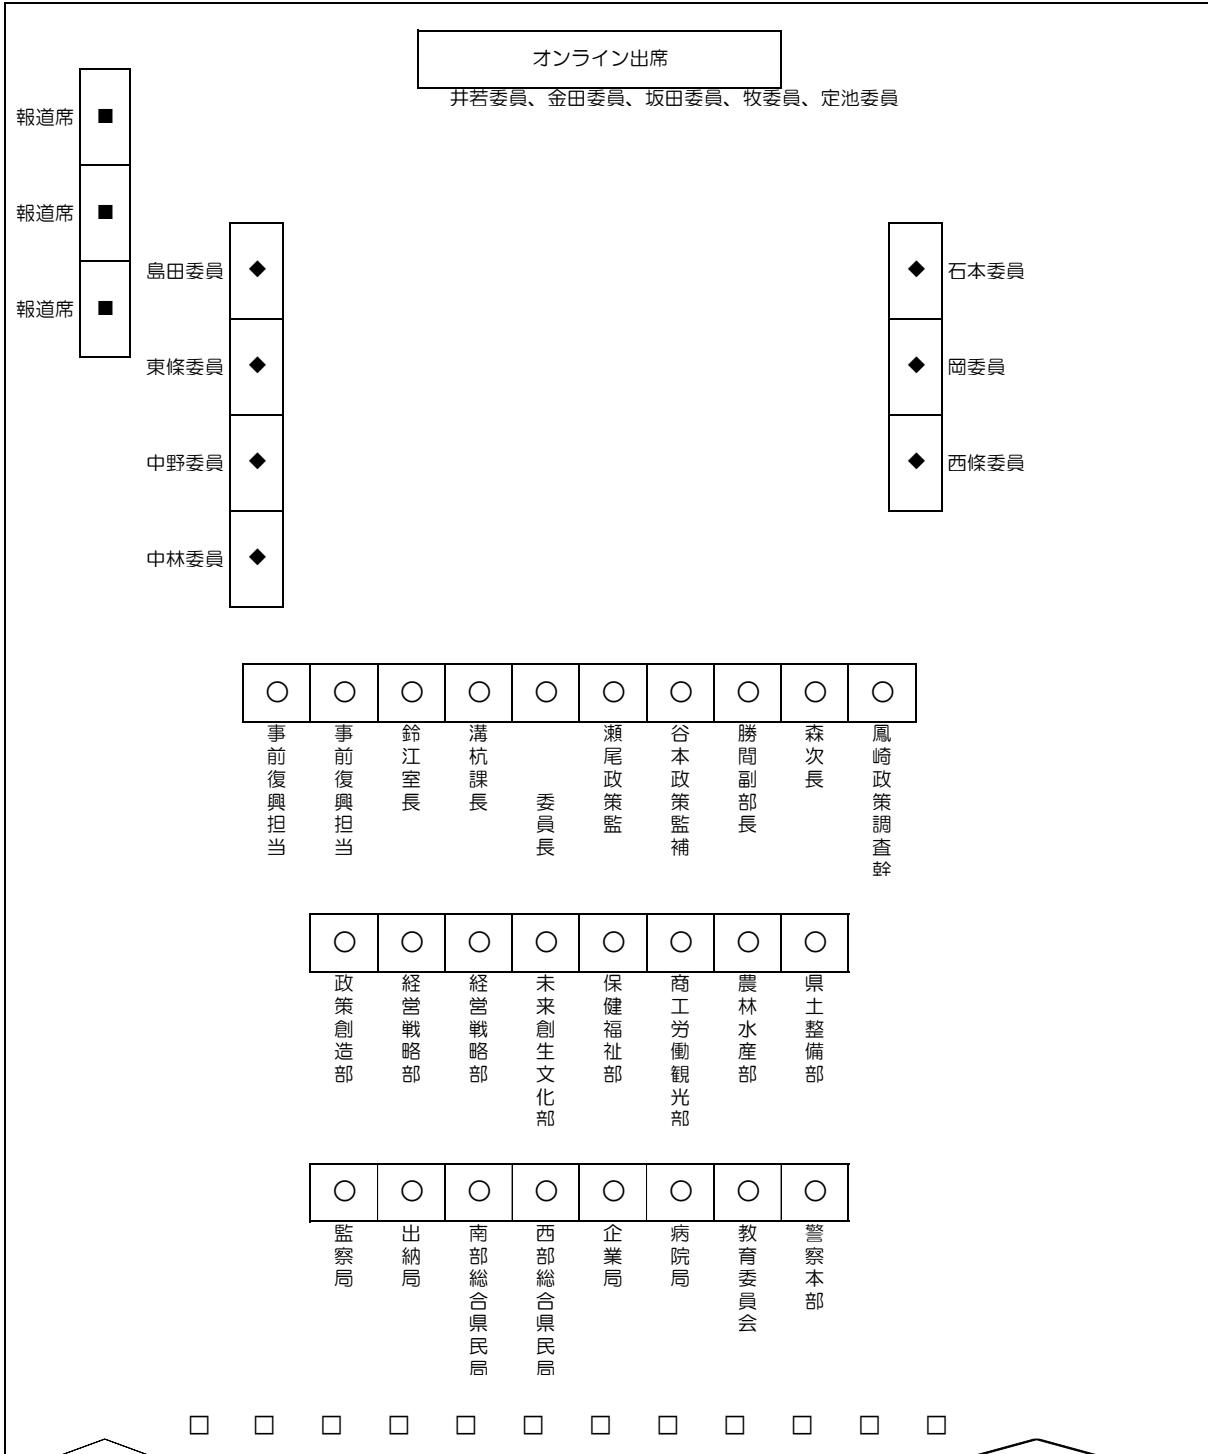 オンライン出席
井若委員、金田委員、坂田委員、牧委員、定池委員
報道席 ■
報道席 ■
報道席 ■
島田委員 ◆
東條委員 ◆
中野委員 ◆
中林委員 ◆
◆ 石本委員
◆ 岡委員
◆ 西條委員
○ ○ ○ ○ ○ ○ ○ ○ ○ ○
事前復興担当
事前復興担当
鈴江室長
溝杭課長
委員長
瀬尾政策監
谷本政策監補
勝間副部長
森次長
鳳崎政策調査幹
○ ○ ○ ○ ○ ○ ○ ○
政策創造部
経営戦略部
経営戦略部
未来創生文化部
保健福祉部
商工労働観光部
農林水産部
県土整備部
○ ○ ○ ○ ○ ○ ○ ○
監察局
出納局
南部総合県民局
西部総合県民局
企業局
病院局
教育委員会
警察本部
□ □ □ □ □ □ □ □ □ □ □ □